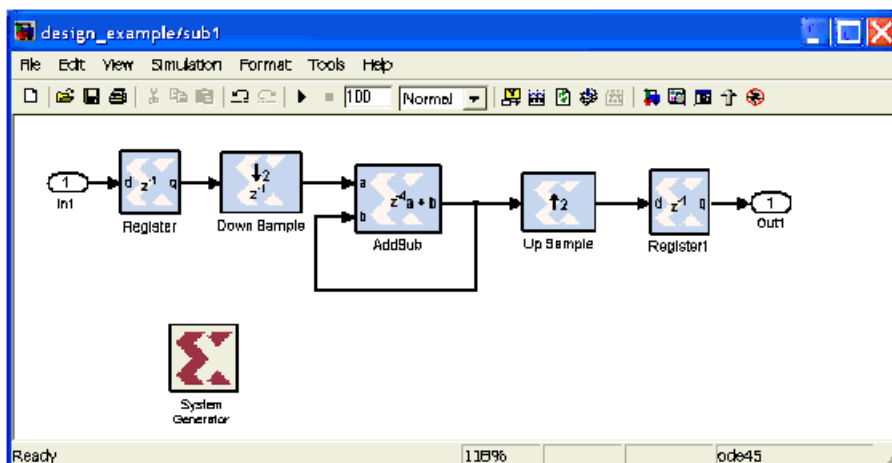 design_example/sub1
File Edit View Simulation Format Tools Help
100 Normal
1 In1
d z⁻¹ q Register
↓2 z⁻¹ Down Sample
a b z⁻⁴ a + b AddSub
↑2 Up Sample
d z⁻¹ q Register1
1 Out1
System
Generator
Ready 118% ode45